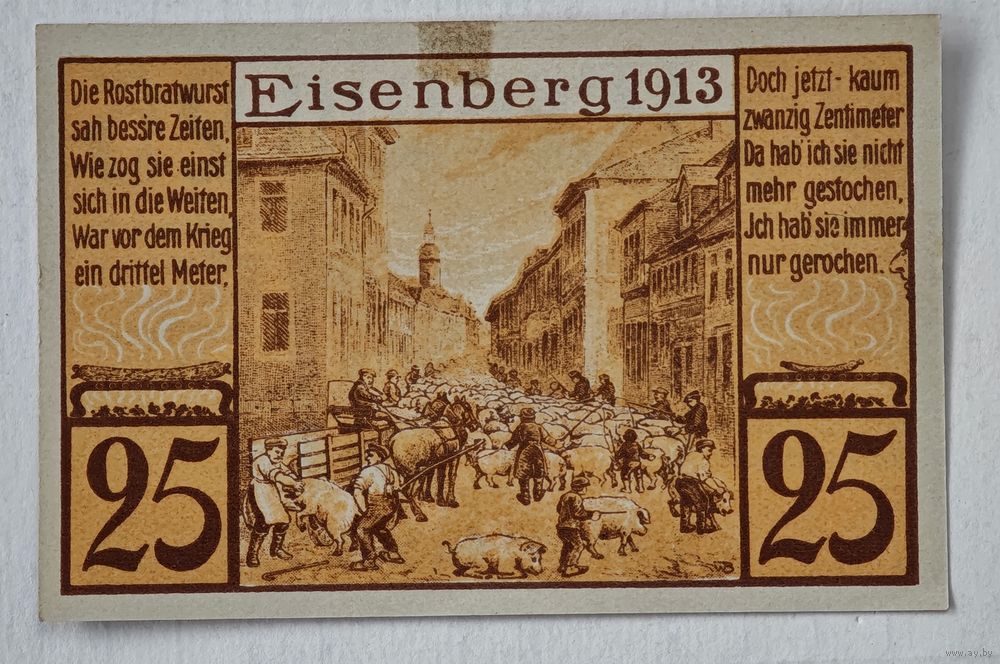 Die Rostbratwurst
sah bess're Zeiten.
Wie zog sie einst
sich in die Weiten,
War vor dem Krieg
ein drittel Meter,
Eisenberg 1913
Doch jetzt - kaum
zwanzig Zentimeter
Da hab' ich sie nicht
mehr gestochen,
Jch hab' sie immer
nur gerochen.
25
25
www.ay.by